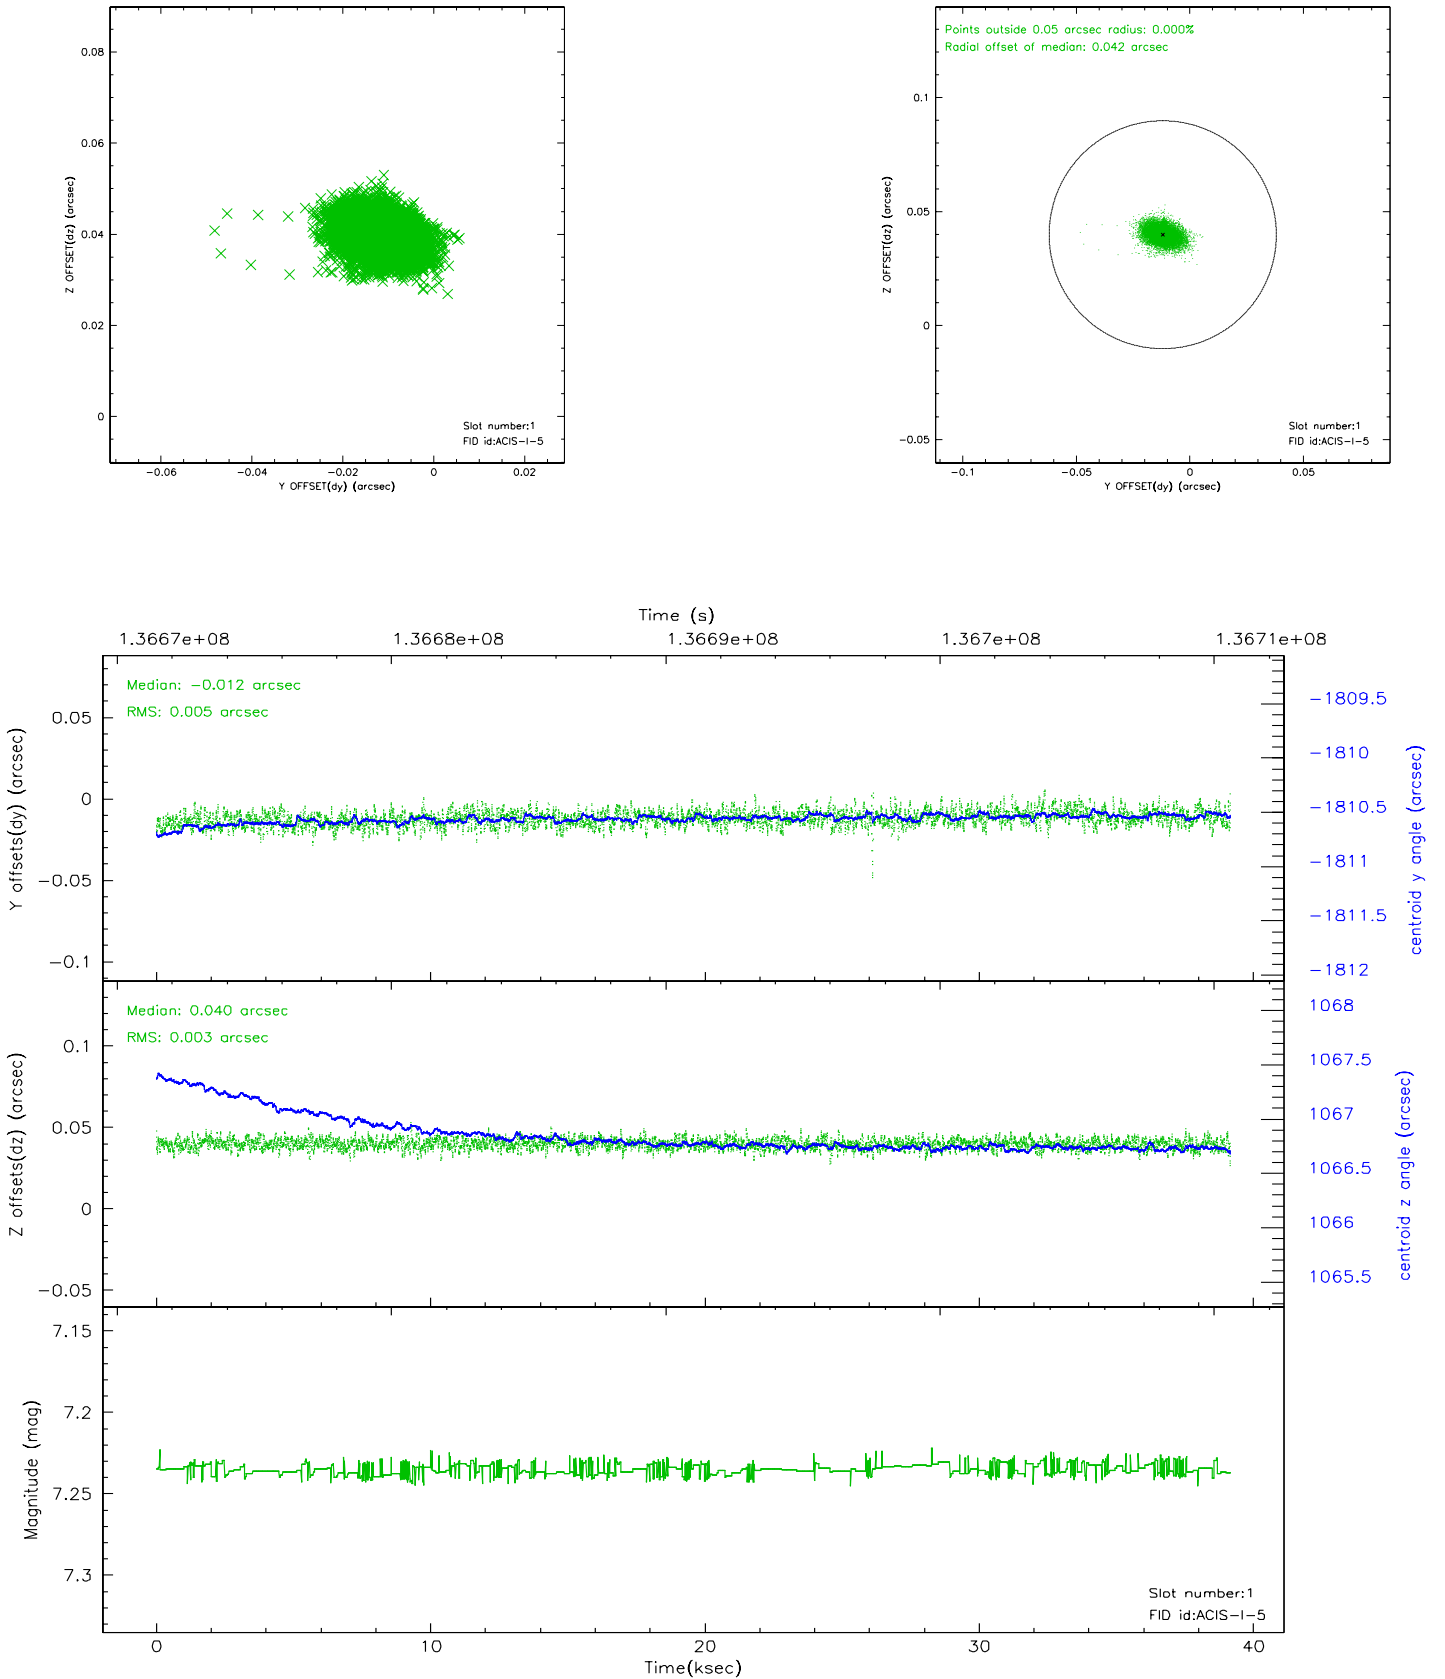 0.08
0.06
0.04
0.02
0
Z OFFSET(dz) (arcsec)
Slot number:1
FID id:ACIS-I-5
-0.06
-0.04
-0.02
0
0.02
Y OFFSET(dy) (arcsec)
Points outside 0.05 arcsec radius: 0.000%
Radial offset of median: 0.042 arcsec
0.1
0.05
0
-0.05
Z OFFSET(dz) (arcsec)
Slot number:1
FID id:ACIS-I-5
-0.1
-0.05
0
0.05
Y OFFSET(dy) (arcsec)
Time (s)
1.3667e+08
1.3668e+08
1.3669e+08
1.367e+08
1.3671e+08
Median: -0.012 arcsec
RMS: 0.005 arcsec
0.05
0
-0.05
-0.1
Y offsets(dy) (arcsec)
-1809.5
-1810
-1810.5
-1811
-1811.5
-1812
centroid y angle (arcsec)
Median: 0.040 arcsec
RMS: 0.003 arcsec
0.1
0.05
0
-0.05
Z offsets(dz) (arcsec)
1068
1067.5
1067
1066.5
1066
1065.5
centroid z angle (arcsec)
7.15
7.2
7.25
7.3
Magnitude (mag)
Slot number:1
FID id:ACIS-I-5
0
10
20
30
40
Time(ksec)